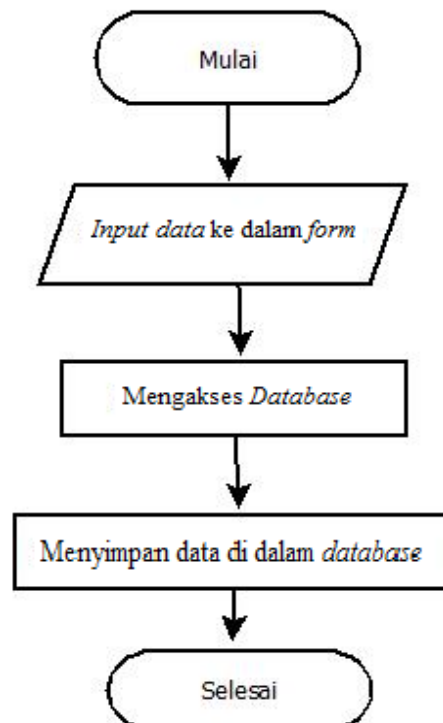 Mulai
Input data ke dalam form
Mengakses Database
Menyimpan data di dalam database
Selesai